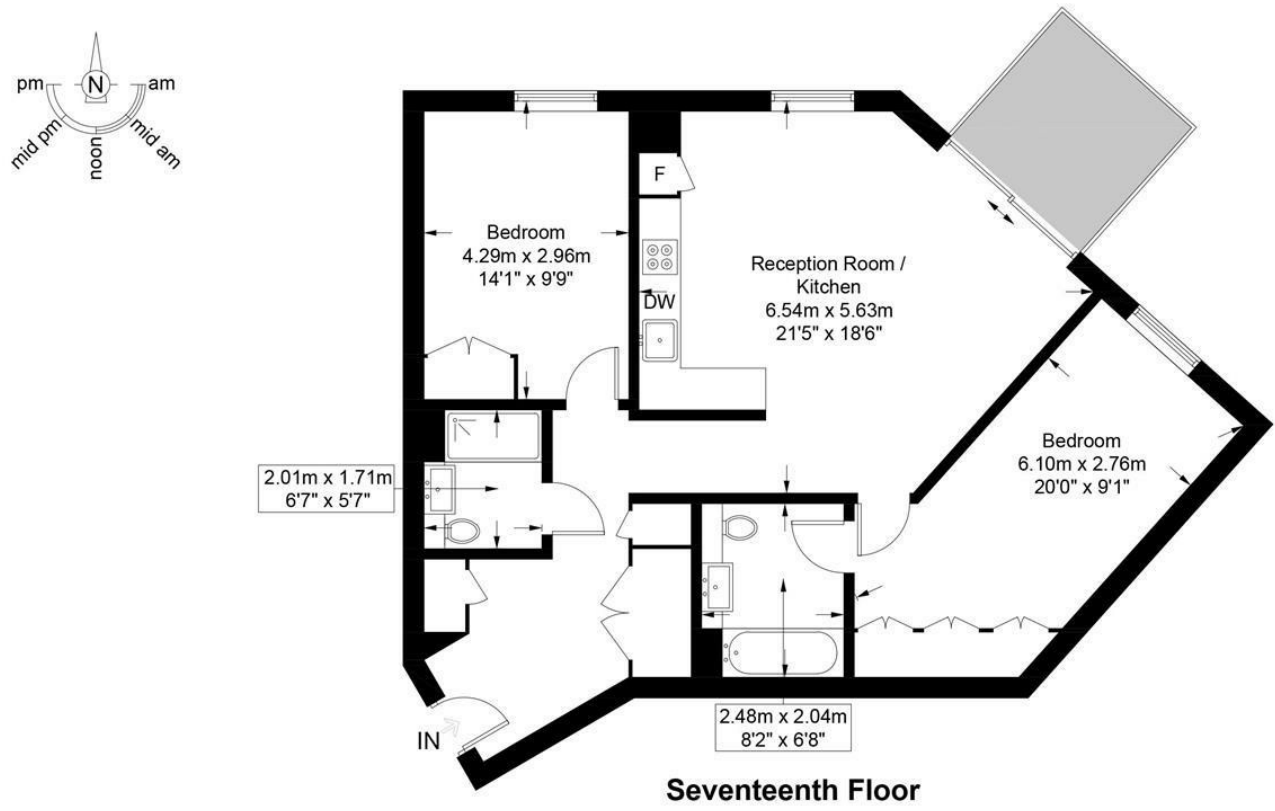 N
pm
am
mid pm
noon
mid am
F
Bedroom
4.29m x 2.96m
14'1" x 9'9"
Reception Room /
Kitchen
6.54m x 5.63m
21'5" x 18'6"
DW
Bedroom
6.10m x 2.76m
20'0" x 9'1"
2.01m x 1.71m
6'7" x 5'7"
2.48m x 2.04m
8'2" x 6'8"
IN
Seventeenth Floor